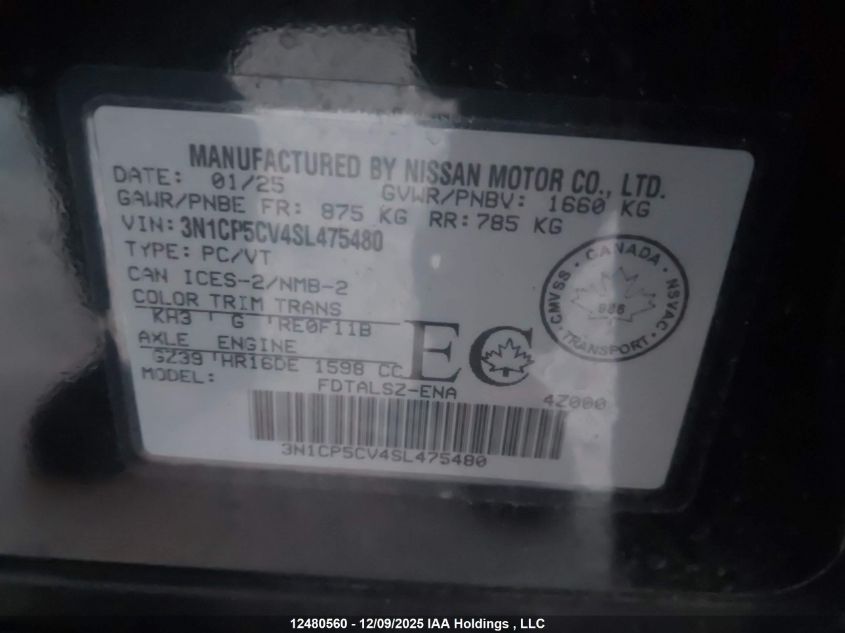 MANUFACTURED BY NISSAN MOTOR CO., LTD.
DATE: 01/25 GVWR/PNBV: 1660 KG
GAWR/PNBE FR: 875 KG RR: 785 KG
VIN: 3N1CP5CV4SL475480
TYPE: PC/VT
CAN ICES-2/NMB-2
COLOR TRIM TRANS
KH3 G RE0F11B
AXLE ENGINE
GZ39 HR16DE 1598 CC
MODEL: FDTALSZ-ENA
4Z000
EC
CMVSS · CANADA · NSVAC
986
TRANSPORT
3N1CP5CV4SL475480
12480560 - 12/09/2025 IAA Holdings , LLC